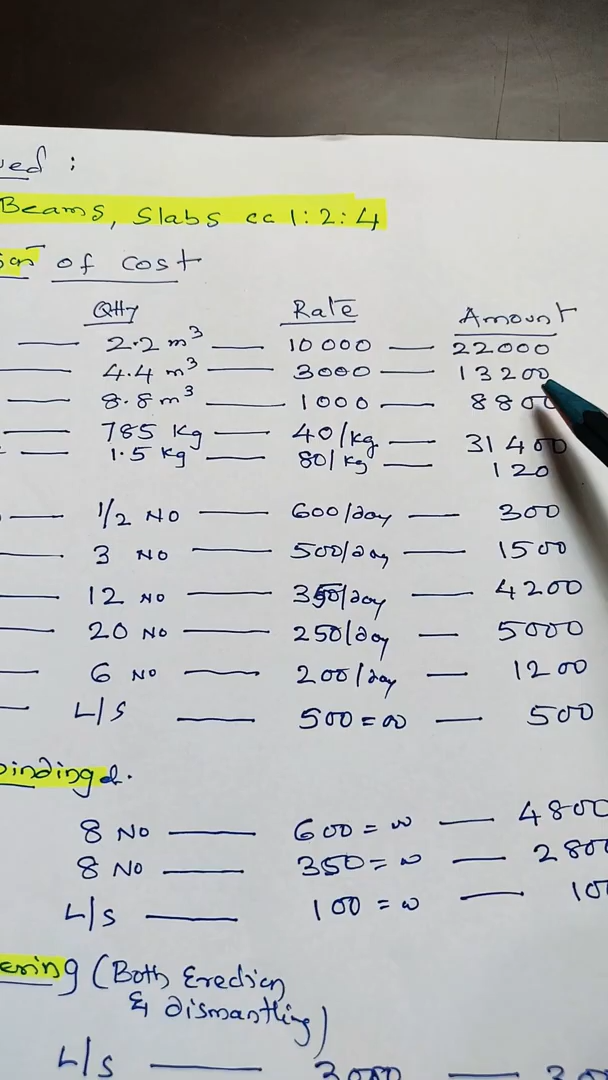 ued :
Beams, Slabs cc 1:2:4
of cost
Qtty Rate Amount
2.2 m³ — 10000 — 22000
4.4 m³ — 3000 — 13200
8.8 m³ — 1000 — 8800
785 Kg — 40/kg — 31400
1.5 kg — 80/kg — 120
1/2 NO — 600/day — 300
3 NO — 500/day — 1500
12 NO — 350/day — 4200
20 NO — 250/day — 5000
6 NO — 200/day — 1200
L/S — 500=00 — 500
binding &.
8 NO — 600=00 — 4800
8 NO — 350=00 — 2800
L/S — 100=00 — 10
ering (Both Erection
& dismantling)
L/S — 3000 —